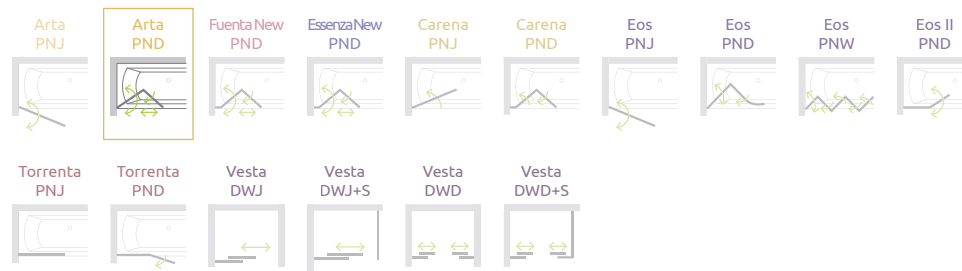 Arta
PNJ
Arta
PND
Fuenta New
PND
Essenza New
PND
Carena
PNJ
Carena
PND
Eos
PNJ
Eos
PND
Eos
PNW
Eos II
PND
Torrenta
PNJ
Torrenta
PND
Vesta
DWJ
Vesta
DWJ+S
Vesta
DWD
Vesta
DWD+S